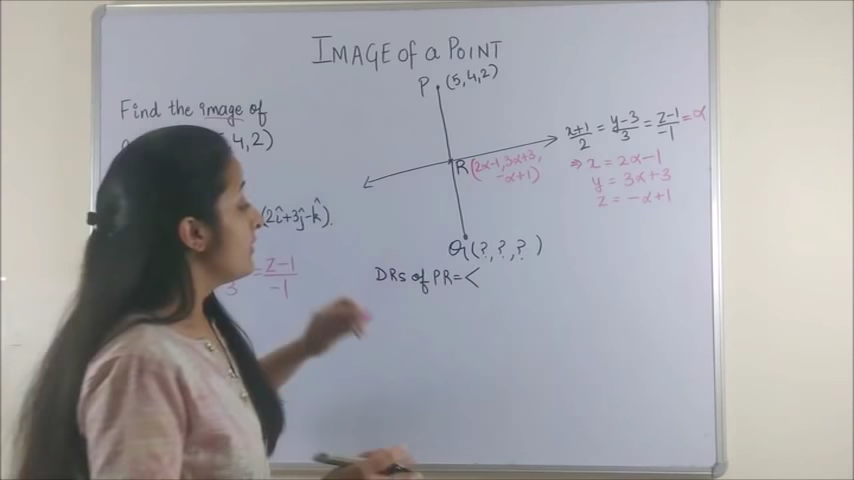 IMAGE of a POINT
Find the image of
4,2)
(2î+3ĵ-k̂).
3 = z-1/-1
P (5,4,2)
R (2α-1, 3α+3,
-α+1)
Q (?, ?, ?)
DRs of PR = <
x+1/2 = y-3/3 = z-1/-1 = α
⇒ x = 2α-1
y = 3α+3
z = -α+1